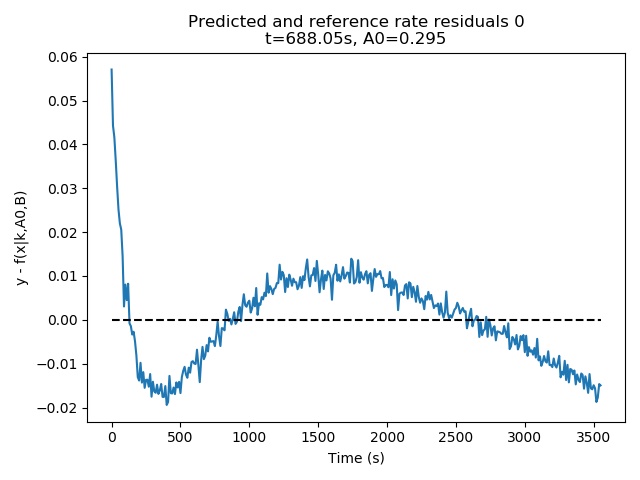 Predicted and reference rate residuals 0
t=688.05s, A0=0.295
y - f(x|k,A0,B)
0.06
0.05
0.04
0.03
0.02
0.01
0.00
−0.01
−0.02
0 500 1000 1500 2000 2500 3000 3500
Time (s)